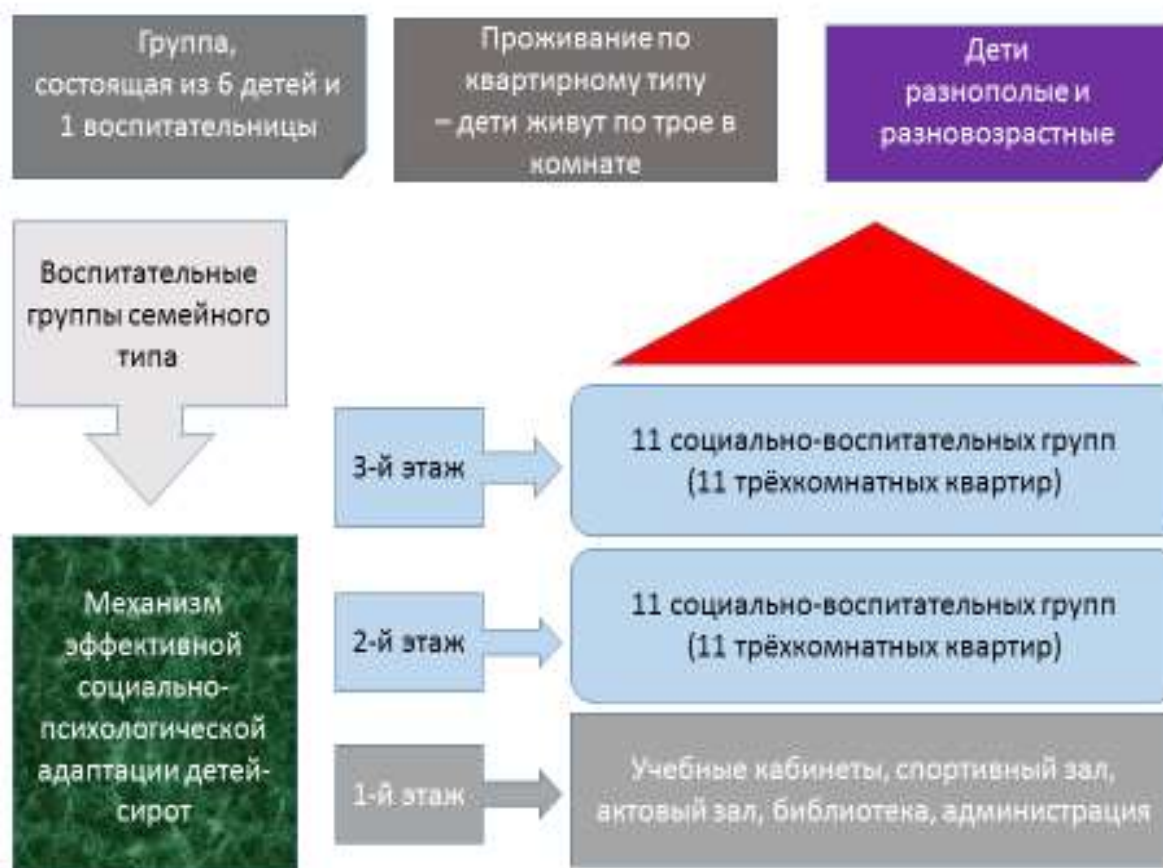 Группа,
состоящая из 6 детей и
1 воспитательницы
Проживание по
квартирному типу
– дети живут по трое в
комнате
Дети
разнополые и
разновозрастные
Воспитательные
группы семейного
типа
3-й этаж
11 социально-воспитательных групп
(11 трёхкомнатных квартир)
2-й этаж
11 социально-воспитательных групп
(11 трёхкомнатных квартир)
Механизм
эффективной
социально-
психологической
адаптации детей-
сирот
1-й этаж
Учебные кабинеты, спортивный зал,
актовый зал, библиотека, администрация